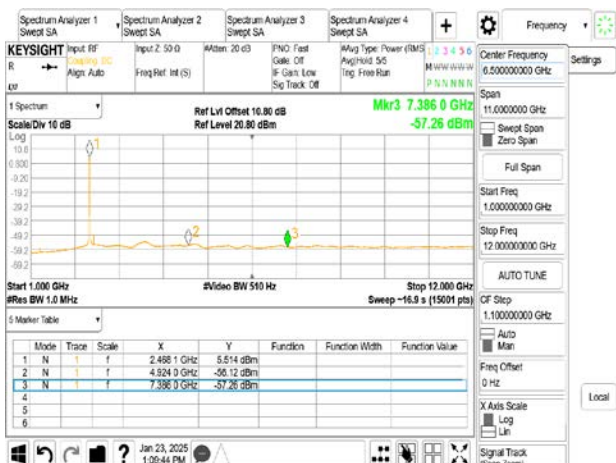 Spectrum Analyzer 1
Swept SA
Spectrum Analyzer 2
Swept SA
Spectrum Analyzer 3
Swept SA
Spectrum Analyzer 4
Swept SA
+
Frequency
Settings
KEYSIGHT
R
Input: RF
Coupling: DC
Align: Auto
Input Z: 50 Ω
Freq Ref: Int (S)
#Atten: 20 dB
PNO: Fast
Gate: Off
IF Gain: Low
Sig Track: Off
#Avg Type: Power (RMS
Avg|Hold: 5/5
Trig: Free Run
1 2 3 4 5 6
M W W W W W
P N N N N N
1 Spectrum
Scale/Div 10 dB
Log
Ref Lvl Offset 10.80 dB
Ref Level 20.80 dBm
Mkr3 7.386 0 GHz
-57.26 dBm
10.8
0.800
-9.20
-19.2
-29.2
-39.2
-49.2
-59.2
-69.2
1
2
3
Start 1.000 GHz
#Res BW 1.0 MHz
#Video BW 510 Hz
Stop 12.000 GHz
Sweep ~16.9 s (15001 pts)
5 Marker Table
Mode Trace Scale X Y Function Function Width Function Value
1 N 1 f 2.468 1 GHz 5.514 dBm
2 N 1 f 4.924 0 GHz -56.12 dBm
3 N 1 f 7.386 0 GHz -57.26 dBm
4
5
6
Jan 23, 2025
1:09:44 PM
Center Frequency
6.500000000 GHz
Span
11.0000000 GHz
Swept Span
Zero Span
Full Span
Start Freq
1.000000000 GHz
Stop Freq
12.000000000 GHz
AUTO TUNE
CF Step
1.100000000 GHz
Auto
Man
Freq Offset
0 Hz
X Axis Scale
Log
Lin
Signal Track
Local